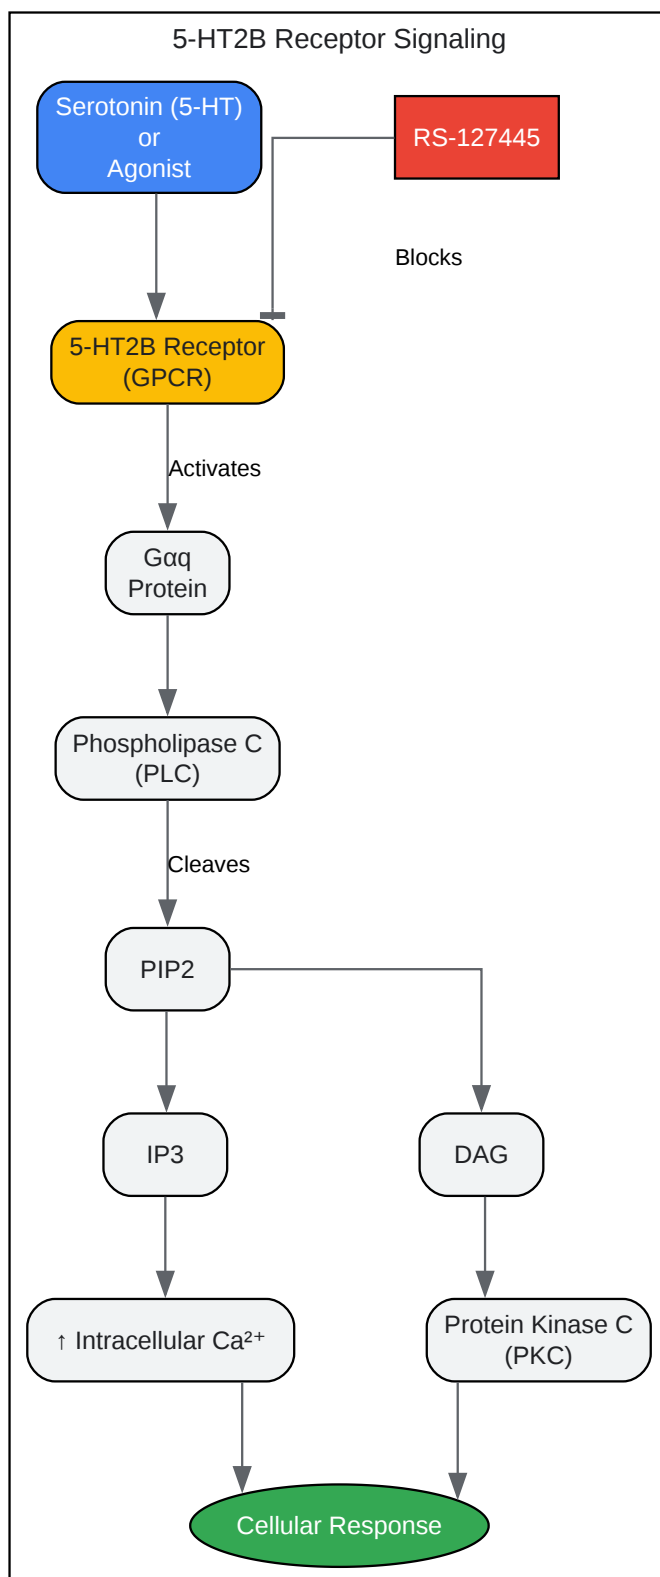 5-HT2B Receptor Signaling
Serotonin (5-HT)
or
Agonist
RS-127445
Blocks
5-HT2B Receptor
(GPCR)
Activates
Gαq
Protein
Phospholipase C
(PLC)
Cleaves
PIP2
IP3
DAG
↑ Intracellular Ca²⁺
Protein Kinase C
(PKC)
Cellular Response